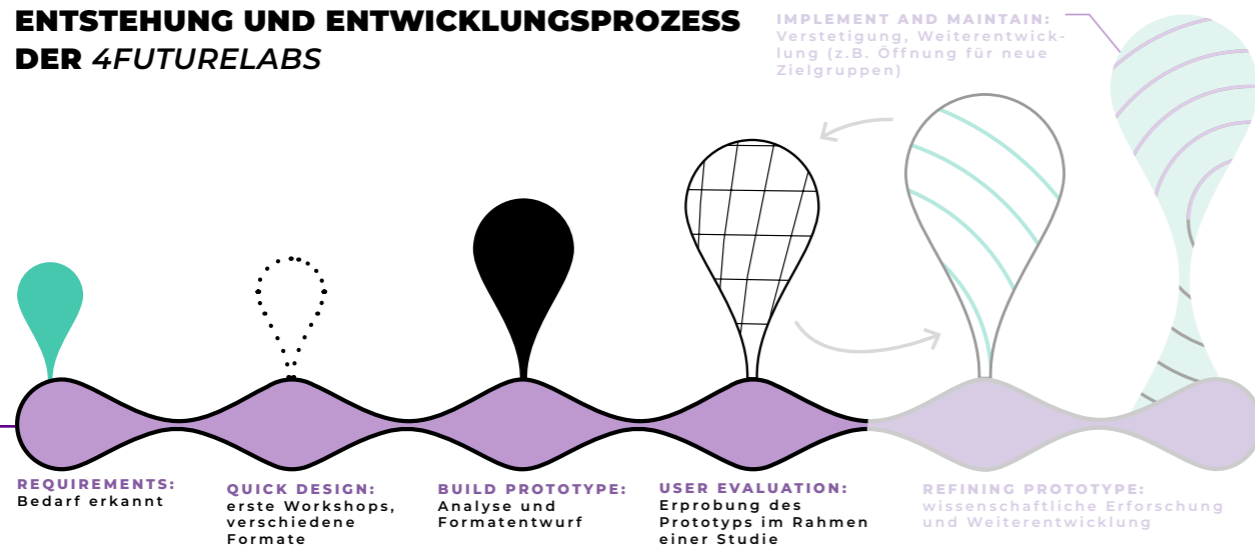 ENTSTEHUNG UND ENTWICKLUNGSPROZESS
DER 4FUTURELABS
IMPLEMENT AND MAINTAIN:
Verstetigung, Weiterentwick-
lung (z.B. Öffnung für neue
Zielgruppen)
REQUIREMENTS:
Bedarf erkannt
QUICK DESIGN:
erste Workshops,
verschiedene
Formate
BUILD PROTOTYPE:
Analyse und
Formatentwurf
USER EVALUATION:
Erprobung des
Prototyps im Rahmen
einer Studie
REFINING PROTOTYPE:
wissenschaftliche Erforschung
und Weiterentwicklung